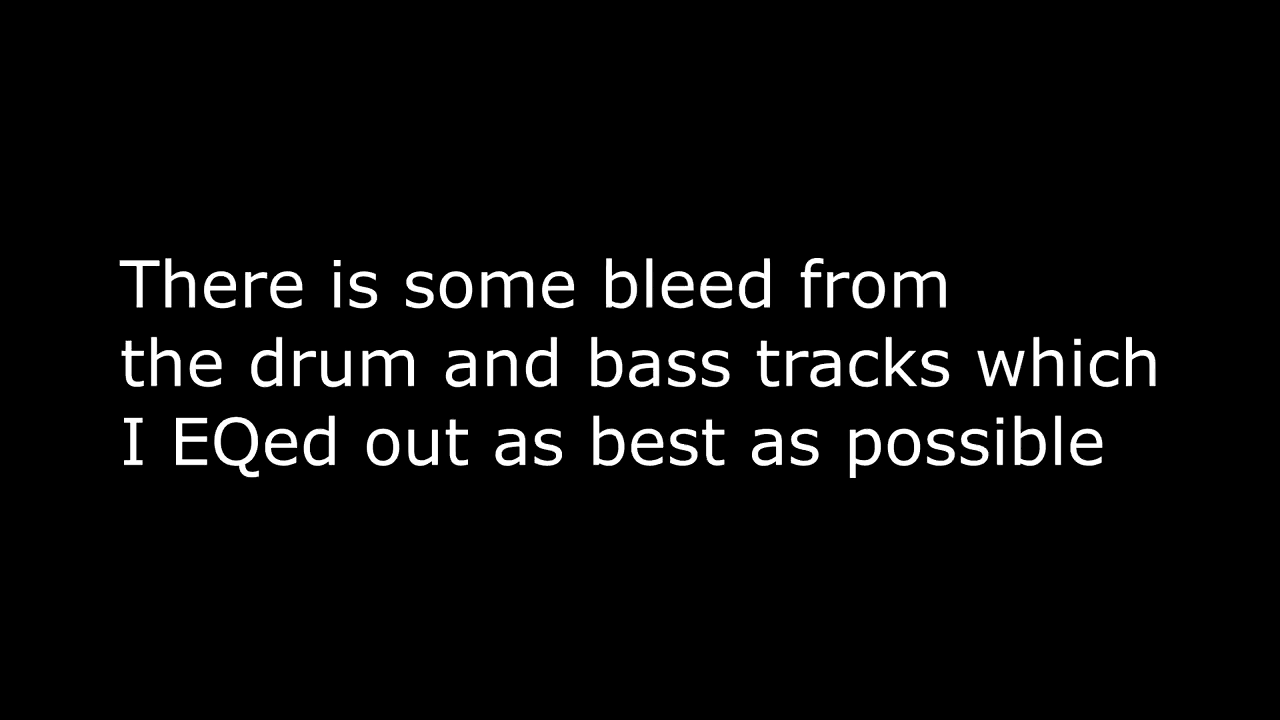 There is some bleed from
the drum and bass tracks which
I EQed out as best as possible